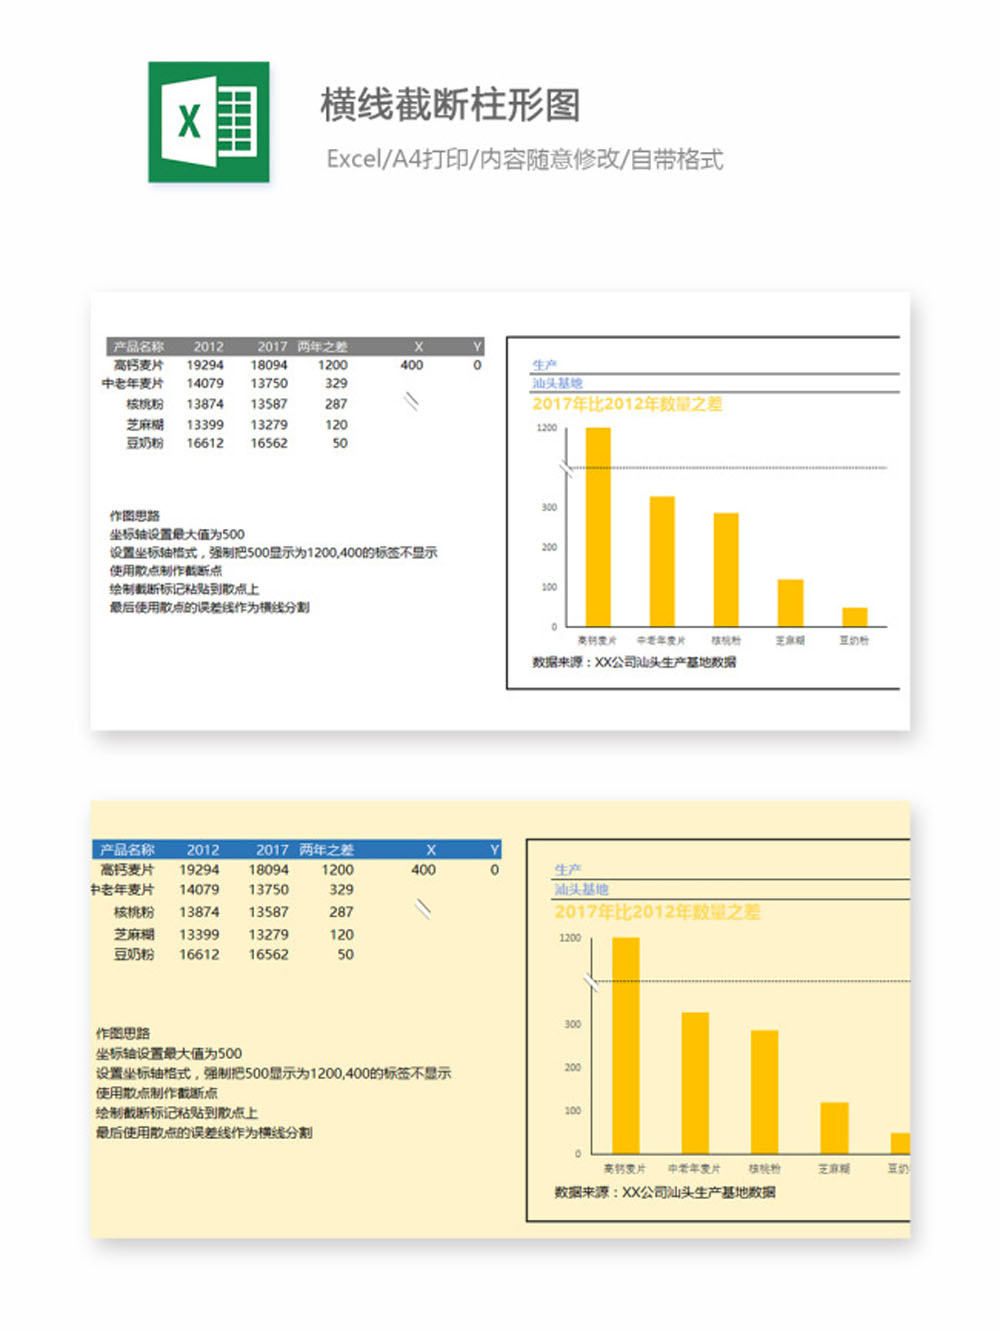 X
横线截断柱形图
Excel/A4打印/内容随意修改/自带格式
产品名称 2012 2017 两年之差 X Y
高钙麦片 19294 18094 1200 400 0
中老年麦片 14079 13750 329
核桃粉 13874 13587 287
芝麻糊 13399 13279 120
豆奶粉 16612 16562 50
作图思路
坐标轴设置最大值为500
设置坐标轴格式，强制把500显示为1200,400的标签不显示
使用散点制作截断点
绘制截断标记粘贴到散点上
最后使用散点的误差线作为横线分割
生产
汕头基地
2017年比2012年数量之差
1200
300
200
100
0
高钙麦片 中老年麦片 核桃粉 芝麻糊 豆奶粉
数据来源：XX公司汕头生产基地数据
产品名称 2012 2017 两年之差 X Y
高钙麦片 19294 18094 1200 400 0
中老年麦片 14079 13750 329
核桃粉 13874 13587 287
芝麻糊 13399 13279 120
豆奶粉 16612 16562 50
作图思路
坐标轴设置最大值为500
设置坐标轴格式，强制把500显示为1200,400的标签不显示
使用散点制作截断点
绘制截断标记粘贴到散点上
最后使用散点的误差线作为横线分割
生产
汕头基地
2017年比2012年数量之差
1200
300
200
100
0
高钙麦片 中老年麦片 核桃粉 芝麻糊 豆奶
数据来源：XX公司汕头生产基地数据